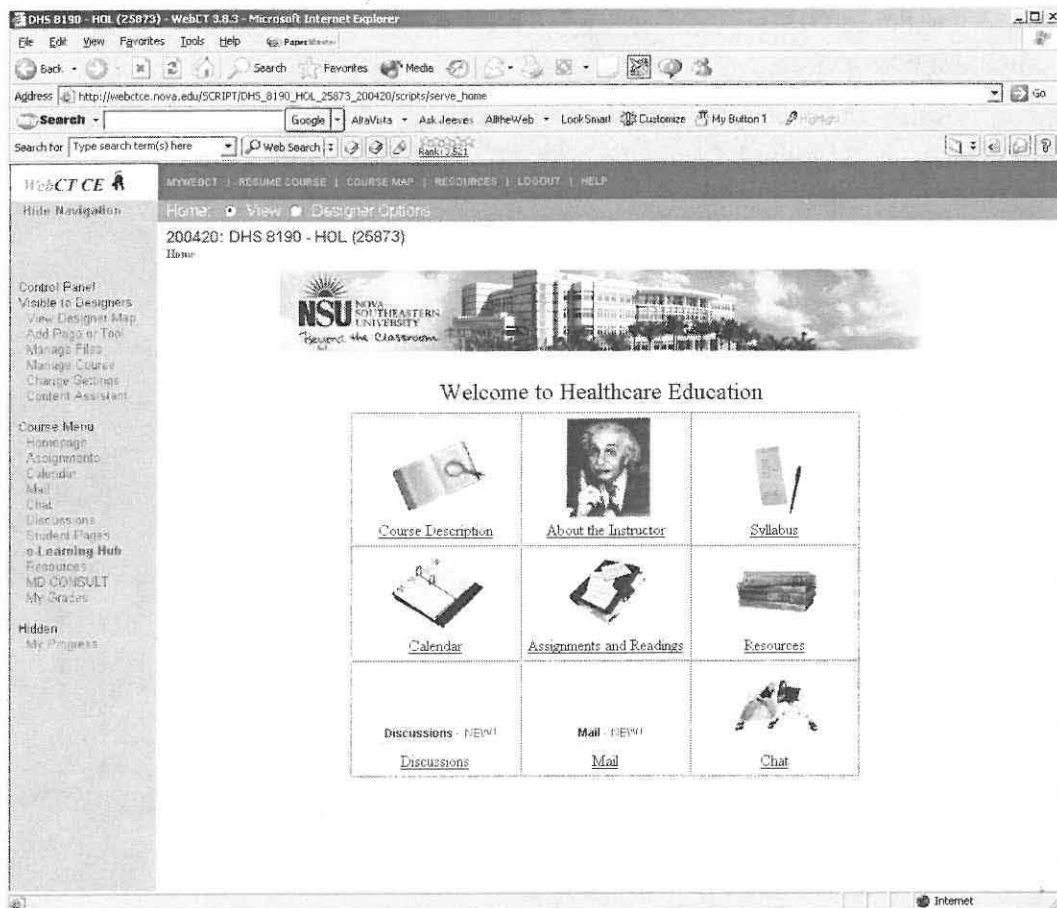 DHS 8190 - HOL (25873) - WebCT 3.8.3 - Microsoft Internet Explorer
File Edit View Favorites Tools Help PaperMaster
Back Search Favorites Media
Address http://webctce.nova.edu/SCRIPT/DHS_8190_HOL_25873_200420/scripts/serve_home Go
Search Google AltaVista Ask Jeeves AlltheWeb LookSmart Customize My Button 1 Highlight
Search for Type search term(s) here Web Search
WebCT CE MYWEBCT | RESUME COURSE | COURSE MAP | RESOURCES | LOGOUT | HELP
Hide Navigation Home: View Designer Options
200420: DHS 8190 - HOL (25873)
Home
Control Panel
Visible to Designers
View Designer Map
Add Page or Tool
Manage Files
Manage Course
Change Settings
Content Assistant
Course Menu
Homepage
Assignments
Calendar
Mail
Chat
Discussions
Student Pages
e-Learning Hub
Resources
MD CONSULT
My Grades
Hidden
My Progress
NSU NOVA
SOUTHEASTERN
UNIVERSITY
Beyond the Classroom
Welcome to Healthcare Education
Course Description About the Instructor Syllabus
Calendar Assignments and Readings Resources
Discussions - NEW! Mail - NEW!
Discussions Mail Chat
Internet